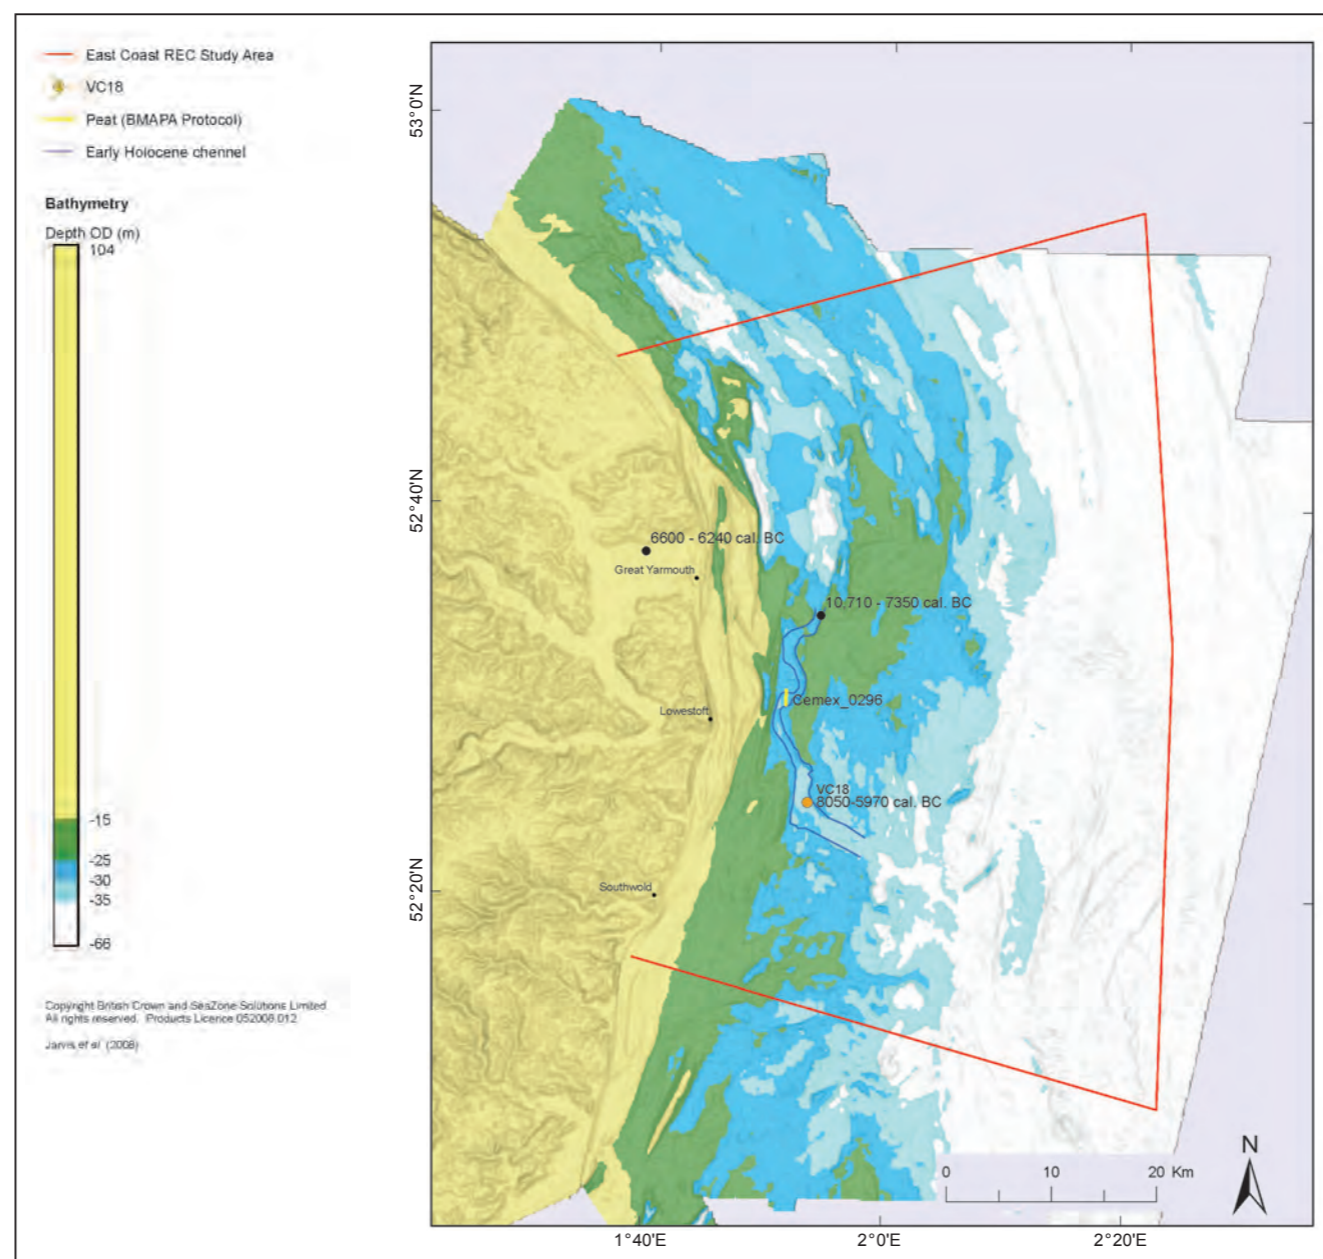 East Coast REC Study Area
VC18
Peat (BMAPA Protocol)
Early Holocene chennel
Bathymetry
Depth OD (m)
104
-15
-25
-30
-35
-66
Copyright British Crown and SeaZone Solutions Limited
All rights reserved. Products Licence 052008.012
Jarvis et al (2008)
53°0'N
52°40'N
52°20'N
6600 - 6240 cal. BC
Great Yarmouth
10,710 - 7350 cal. BC
Cemex_0296
Lowestoft
VC18
8050-5970 cal. BC
Southwold
N
0 10 20 Km
1°40'E 2°0'E 2°20'E